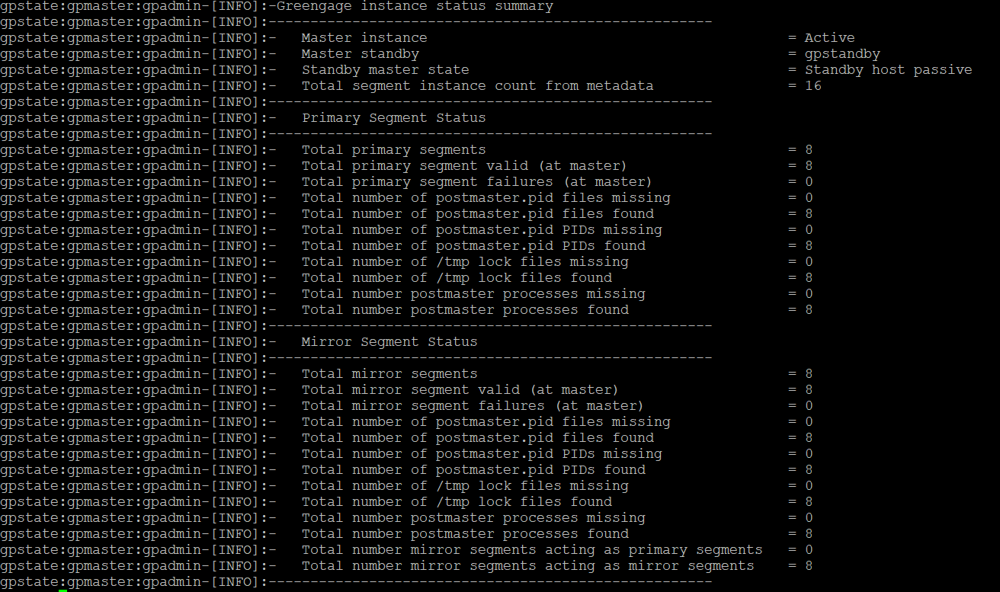 gpstate:gpmaster:gpadmin-[INFO]:-Greengage instance status summary
gpstate:gpmaster:gpadmin-[INFO]:-----------------------------------------------------
gpstate:gpmaster:gpadmin-[INFO]:-   Master instance                                           = Active
gpstate:gpmaster:gpadmin-[INFO]:-   Master standby                                            = gpstandby
gpstate:gpmaster:gpadmin-[INFO]:-   Standby master state                                      = Standby host passive
gpstate:gpmaster:gpadmin-[INFO]:-   Total segment instance count from metadata                = 16
gpstate:gpmaster:gpadmin-[INFO]:-----------------------------------------------------
gpstate:gpmaster:gpadmin-[INFO]:-   Primary Segment Status
gpstate:gpmaster:gpadmin-[INFO]:-----------------------------------------------------
gpstate:gpmaster:gpadmin-[INFO]:-   Total primary segments                                    = 8
gpstate:gpmaster:gpadmin-[INFO]:-   Total primary segment valid (at master)                   = 8
gpstate:gpmaster:gpadmin-[INFO]:-   Total primary segment failures (at master)                = 0
gpstate:gpmaster:gpadmin-[INFO]:-   Total number of postmaster.pid files missing              = 0
gpstate:gpmaster:gpadmin-[INFO]:-   Total number of postmaster.pid files found                = 8
gpstate:gpmaster:gpadmin-[INFO]:-   Total number of postmaster.pid PIDs missing               = 0
gpstate:gpmaster:gpadmin-[INFO]:-   Total number of postmaster.pid PIDs found                 = 8
gpstate:gpmaster:gpadmin-[INFO]:-   Total number of /tmp lock files missing                   = 0
gpstate:gpmaster:gpadmin-[INFO]:-   Total number of /tmp lock files found                     = 8
gpstate:gpmaster:gpadmin-[INFO]:-   Total number postmaster processes missing                 = 0
gpstate:gpmaster:gpadmin-[INFO]:-   Total number postmaster processes found                   = 8
gpstate:gpmaster:gpadmin-[INFO]:-----------------------------------------------------
gpstate:gpmaster:gpadmin-[INFO]:-   Mirror Segment Status
gpstate:gpmaster:gpadmin-[INFO]:-----------------------------------------------------
gpstate:gpmaster:gpadmin-[INFO]:-   Total mirror segments                                     = 8
gpstate:gpmaster:gpadmin-[INFO]:-   Total mirror segment valid (at master)                    = 8
gpstate:gpmaster:gpadmin-[INFO]:-   Total mirror segment failures (at master)                 = 0
gpstate:gpmaster:gpadmin-[INFO]:-   Total number of postmaster.pid files missing              = 0
gpstate:gpmaster:gpadmin-[INFO]:-   Total number of postmaster.pid files found                = 8
gpstate:gpmaster:gpadmin-[INFO]:-   Total number of postmaster.pid PIDs missing               = 0
gpstate:gpmaster:gpadmin-[INFO]:-   Total number of postmaster.pid PIDs found                 = 8
gpstate:gpmaster:gpadmin-[INFO]:-   Total number of /tmp lock files missing                   = 0
gpstate:gpmaster:gpadmin-[INFO]:-   Total number of /tmp lock files found                     = 8
gpstate:gpmaster:gpadmin-[INFO]:-   Total number postmaster processes missing                 = 0
gpstate:gpmaster:gpadmin-[INFO]:-   Total number postmaster processes found                   = 8
gpstate:gpmaster:gpadmin-[INFO]:-   Total number mirror segments acting as primary segments   = 0
gpstate:gpmaster:gpadmin-[INFO]:-   Total number mirror segments acting as mirror segments    = 8
gpstate:gpmaster:gpadmin-[INFO]:-----------------------------------------------------